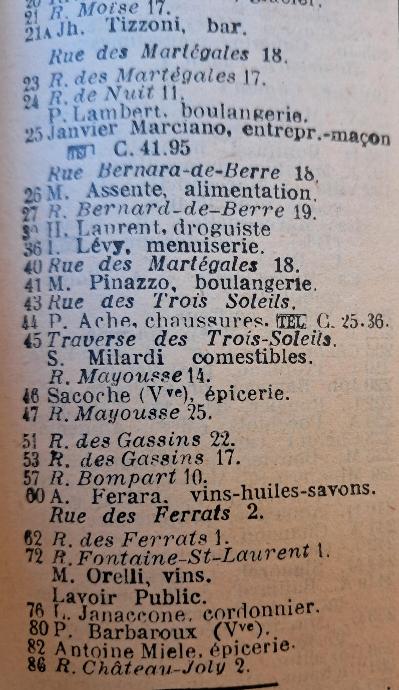 21 R. Moïse 17.
21A Jh. Tizzoni, bar.
Rue des Martégales 18.
23 R. des Martégales 17.
24 R. de Nuit 11.
P. Lambert, boulangerie.
25 Janvier Marciano, entrepr.-maçon
TEL C. 41.95
Rue Bernara-de-Berre 18.
26 M. Assente, alimentation.
27 R. Bernard-de-Berre 19.
H. Laurent, droguiste
36 I. Lévy, menuiserie.
40 Rue des Martégales 18.
41 M. Pinazzo, boulangerie.
43 Rue des Trois Soleils.
44 P. Ache, chaussures. TEL C. 25-36.
45 Traverse des Trois-Soleils.
S. Milardi comestibles.
R. Mayousse 14.
46 Sacoche (Vve), épicerie.
47 R. Mayousse 25.
51 R. des Gassins 22.
53 R. des Gassins 17.
57 R. Bompart 10.
60 A. Ferara, vins-huiles-savons.
Rue des Ferrats 2.
62 R. des Ferrats 1.
72 R. Fontaine-St-Laurent 1.
M. Orelli, vins.
Lavoir Public.
76 L. Janaccone, cordonnier.
80 P. Barbaroux (Vve).
82 Antoine Miele, épicerie.
86 R. Château-Joly 2.